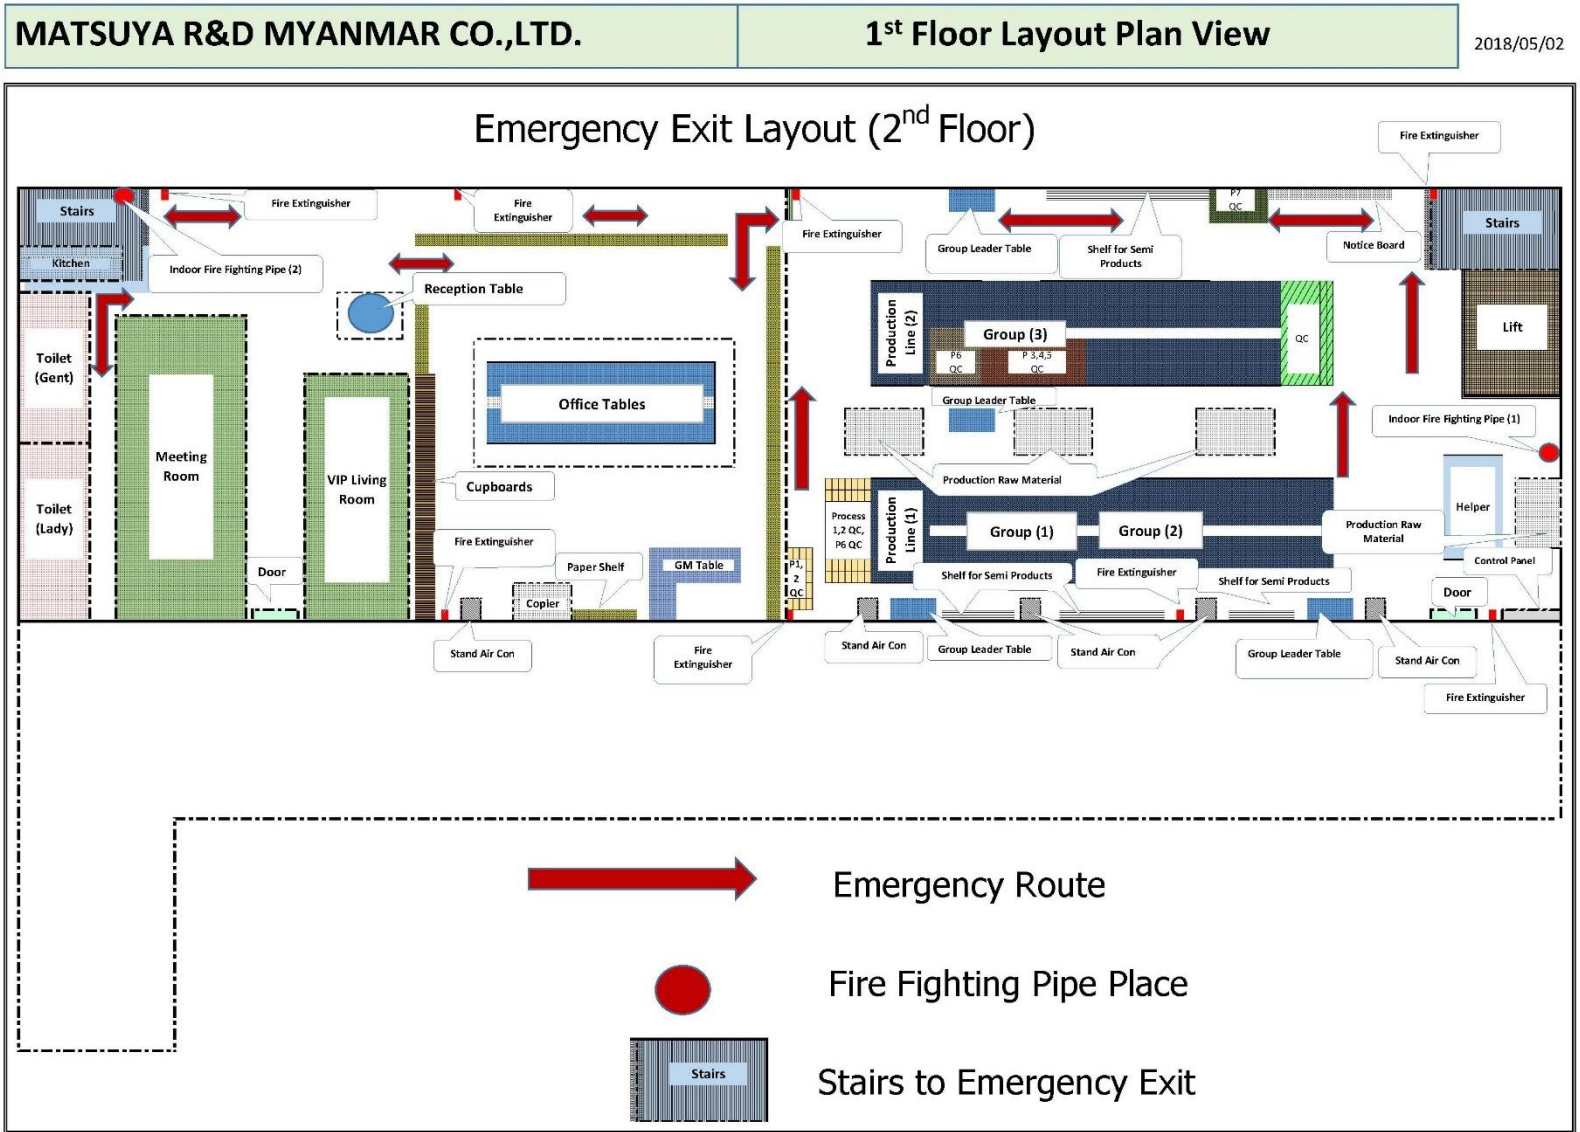 MATSUYA R&D MYANMAR CO.,LTD.
1st Floor Layout Plan View
2018/05/02
Emergency Exit Layout (2nd Floor)
Fire Extinguisher
Stairs
Fire Extinguisher
Fire
Extinguisher
Fire Extinguisher
Group Leader Table
Shelf for Semi
Products
P7
QC
Notice Board
Stairs
Kitchen
Indoor Fire Fighting Pipe (2)
Reception Table
Production
Line (2)
Group (3)
P6
QC
P 3,4,5
QC
QC
Lift
Toilet
(Gent)
Office Tables
Group Leader Table
Indoor Fire Fighting Pipe (1)
Meeting
Room
VIP Living
Room
Cupboards
Production Raw Material
Toilet
(Lady)
Process
1,2 QC,
P6 QC
Production
Line (1)
Group (1)
Group (2)
Helper
Production Raw
Material
Fire Extinguisher
Door
Paper Shelf
GM Table
P1,
2
QC
Shelf for Semi Products
Fire Extinguisher
Shelf for Semi Products
Control Panel
Door
Copier
Stand Air Con
Fire
Extinguisher
Stand Air Con
Group Leader Table
Stand Air Con
Group Leader Table
Stand Air Con
Fire Extinguisher
Emergency Route
Fire Fighting Pipe Place
Stairs
Stairs to Emergency Exit